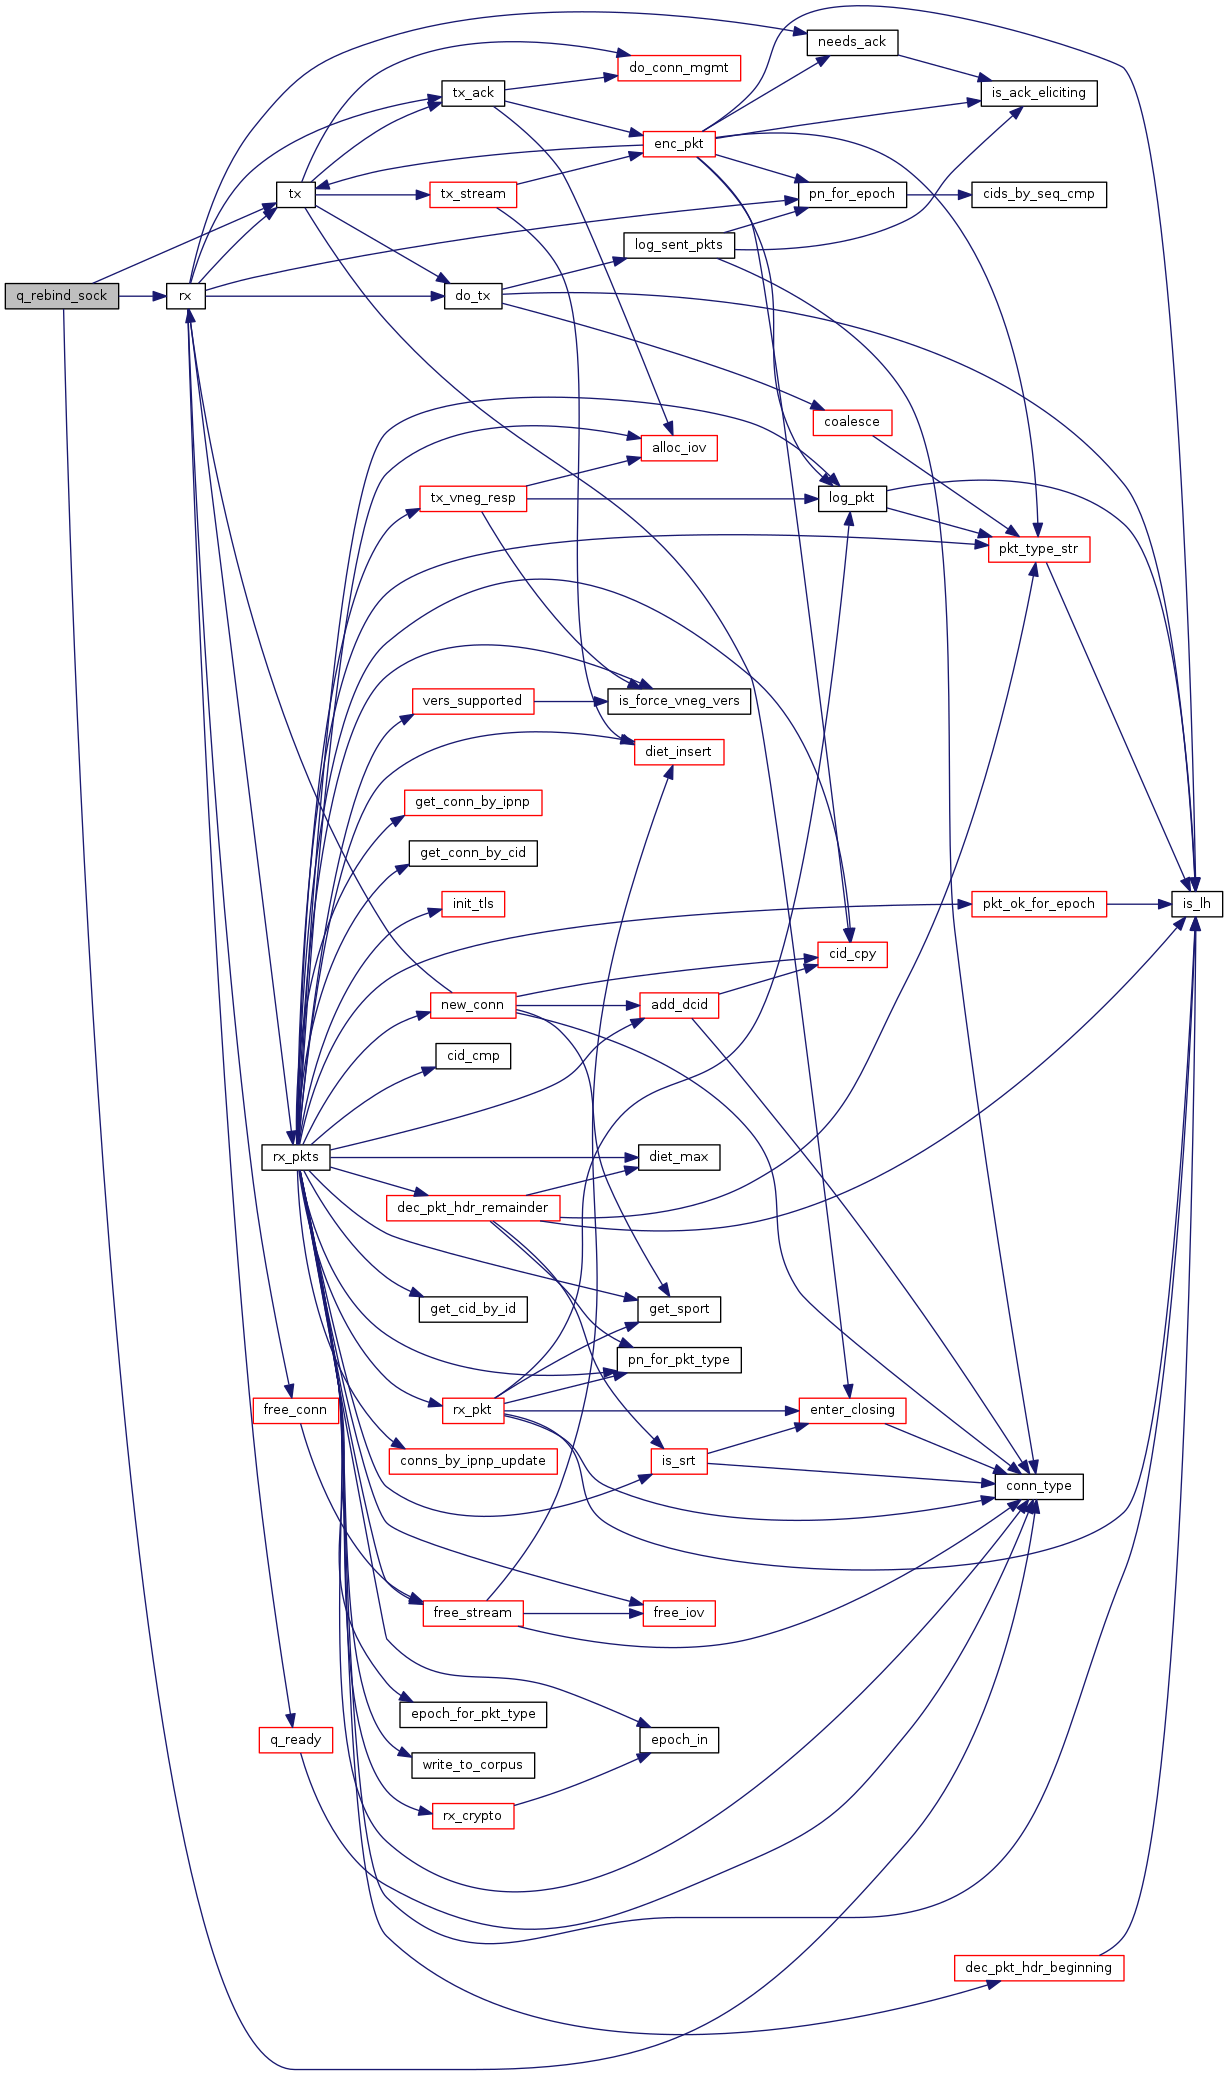 needs_ack
do_conn_mgmt
tx_ack
is_ack_eliciting
enc_pkt
tx
tx_stream
pn_for_epoch
cids_by_seq_cmp
log_sent_pkts
q_rebind_sock
rx
do_tx
coalesce
alloc_iov
tx_vneg_resp
log_pkt
pkt_type_str
vers_supported
is_force_vneg_vers
diet_insert
get_conn_by_ipnp
get_conn_by_cid
init_tls
pkt_ok_for_epoch
is_lh
cid_cpy
new_conn
add_dcid
cid_cmp
rx_pkts
diet_max
dec_pkt_hdr_remainder
get_cid_by_id
get_sport
pn_for_pkt_type
free_conn
rx_pkt
enter_closing
conns_by_ipnp_update
is_srt
conn_type
free_stream
free_iov
epoch_for_pkt_type
q_ready
epoch_in
write_to_corpus
rx_crypto
dec_pkt_hdr_beginning